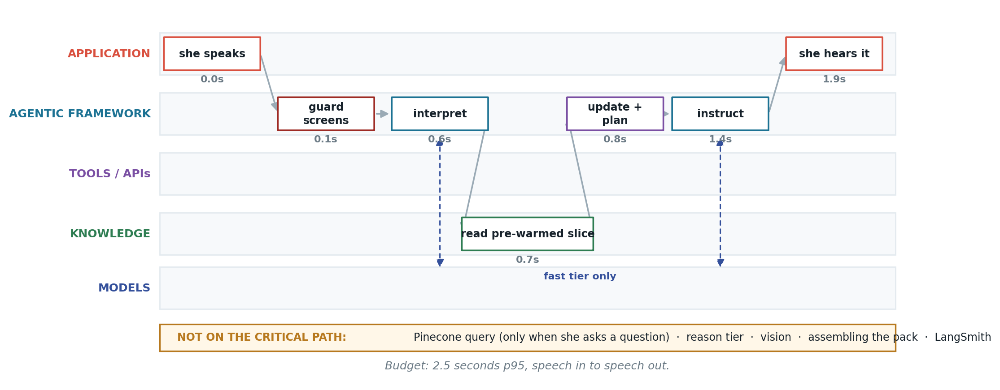 APPLICATION
she speaks
she hears it
0.0s
1.9s
AGENTIC FRAMEWORK
guard
screens
interpret
update +
plan
instruct
0.1s
0.6s
0.8s
1.4s
TOOLS / APIs
KNOWLEDGE
read pre-warmed slice
0.7s
fast tier only
MODELS
NOT ON THE CRITICAL PATH: Pinecone query (only when she asks a question) · reason tier · vision · assembling the pack · LangSmith
Budget: 2.5 seconds p95, speech in to speech out.